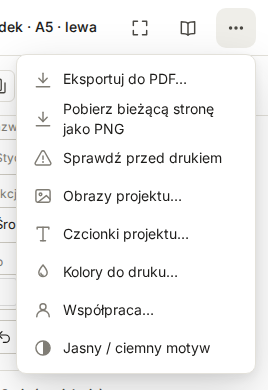 dek · A5 · lewa
Eksportuj do PDF...
Pobierz bieżącą stronę
jako PNG
Sprawdź przed drukiem
Obrazy projektu...
Czcionki projektu...
Kolory do druku...
Współpraca...
Jasny / ciemny motyw